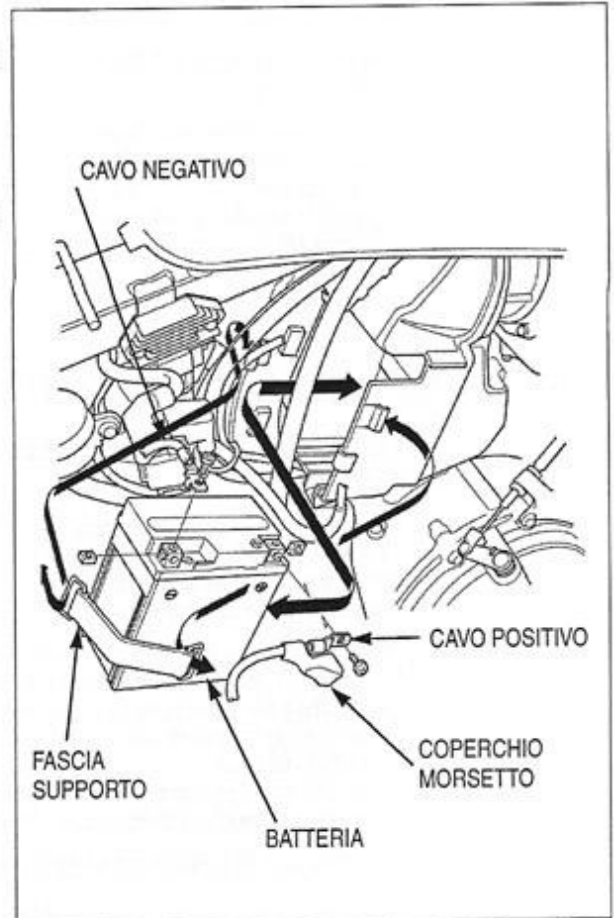 CAVO NEGATIVO
CAVO POSITIVO
COPERCHIO
MORSETTO
FASCIA
SUPPORTO
BATTERIA